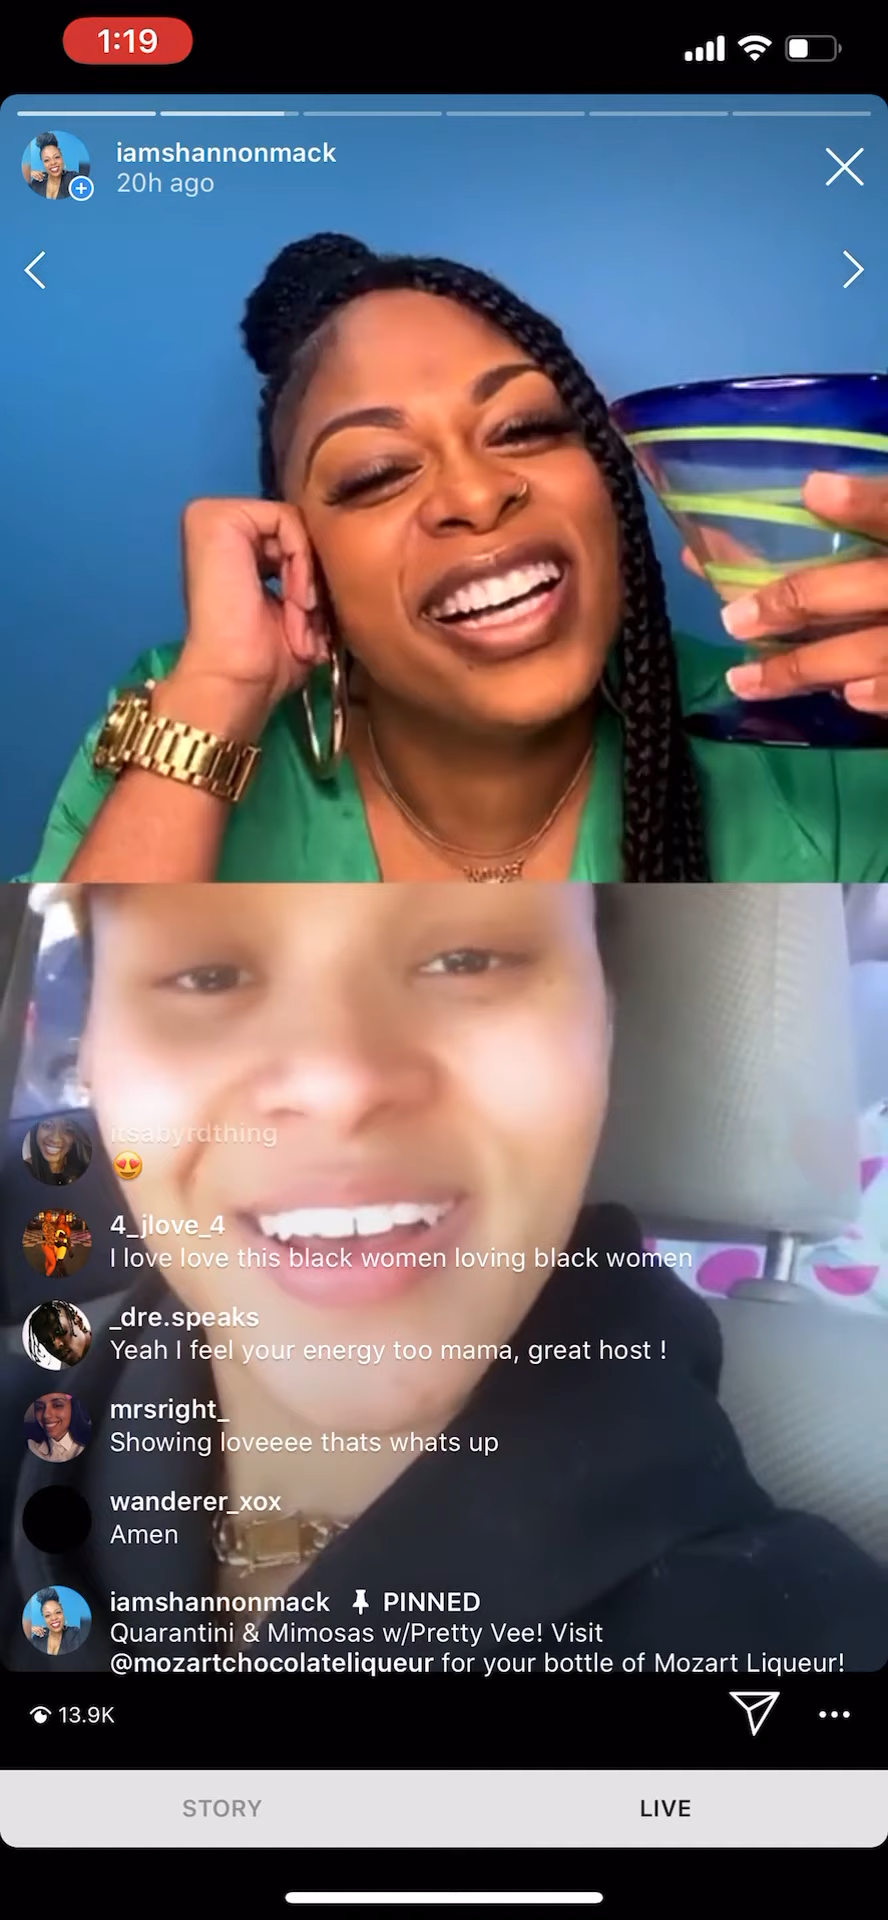 1:19
iamshannonmack
20h ago
itsabyrdthing
😍
4_jlove_4
I love love this black women loving black women
_dre.speaks
Yeah I feel your energy too mama, great host !
mrsright_
Showing loveeee thats whats up
wanderer_xox
Amen
iamshannonmack PINNED
Quarantini & Mimosas w/Pretty Vee! Visit
@mozartchocolateliqueur for your bottle of Mozart Liqueur!
13.9K
STORY
LIVE